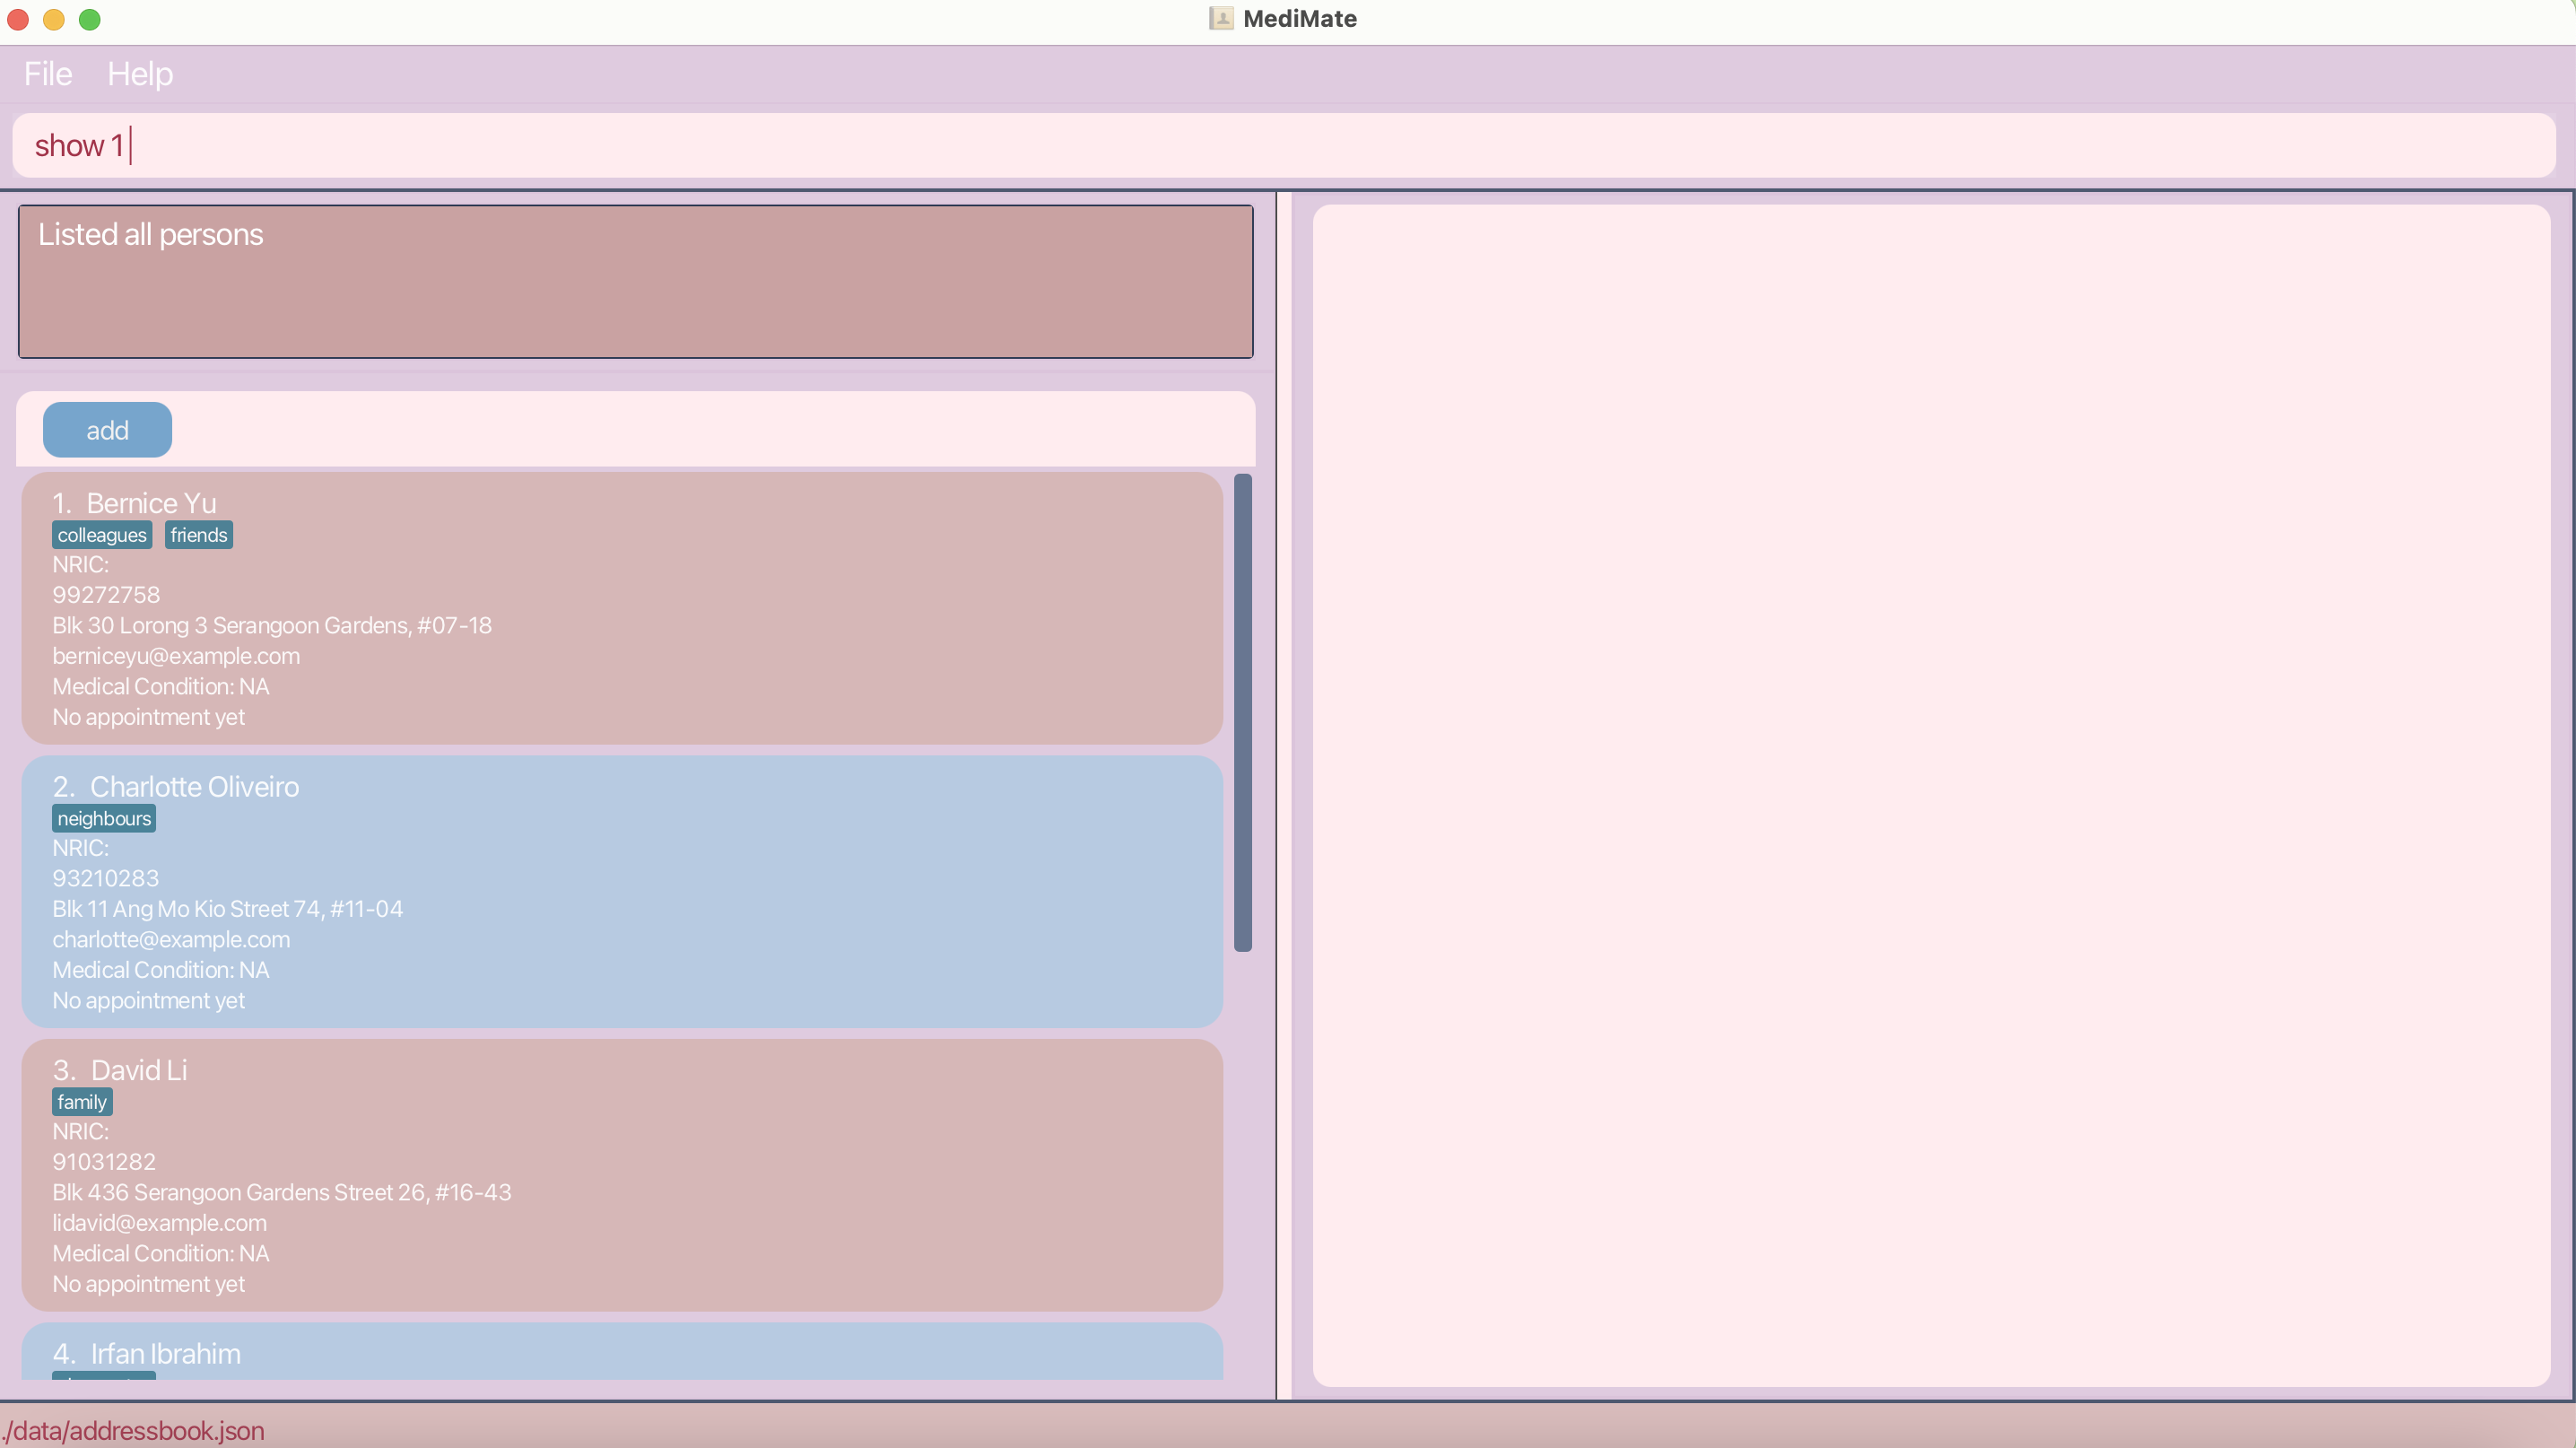 MediMate
File Help
show 1
Listed all persons
add
1. Bernice Yu
colleagues friends
NRIC:
99272758
Blk 30 Lorong 3 Serangoon Gardens, #07-18
berniceyu@example.com
Medical Condition: NA
No appointment yet
2. Charlotte Oliveiro
neighbours
NRIC:
93210283
Blk 11 Ang Mo Kio Street 74, #11-04
charlotte@example.com
Medical Condition: NA
No appointment yet
3. David Li
family
NRIC:
91031282
Blk 436 Serangoon Gardens Street 26, #16-43
lidavid@example.com
Medical Condition: NA
No appointment yet
4. Irfan Ibrahim
./data/addressbook.json